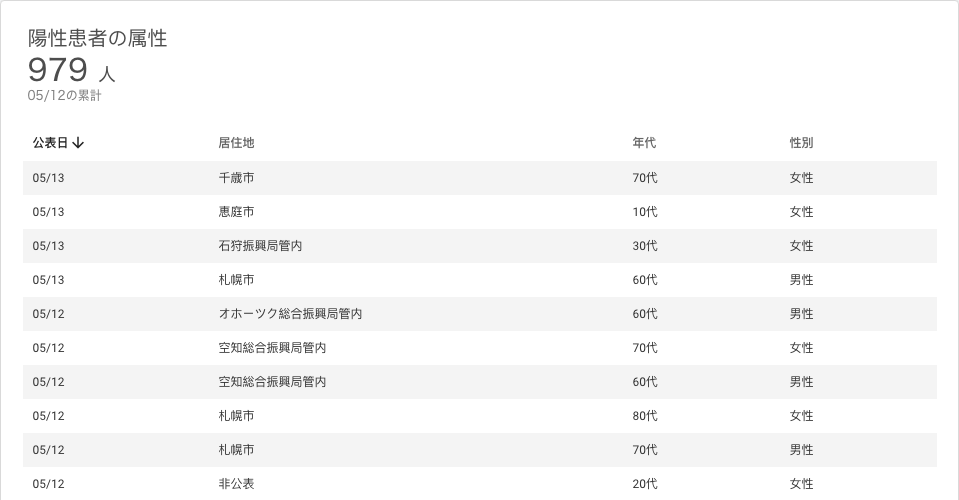 陽性患者の属性
979 人
05/12の累計
公表日 ↓ 居住地 年代 性別
05/13 千歳市 70代 女性
05/13 恵庭市 10代 女性
05/13 石狩振興局管内 30代 女性
05/13 札幌市 60代 男性
05/12 オホーツク総合振興局管内 60代 男性
05/12 空知総合振興局管内 70代 女性
05/12 空知総合振興局管内 60代 男性
05/12 札幌市 80代 女性
05/12 札幌市 70代 男性
05/12 非公表 20代 女性